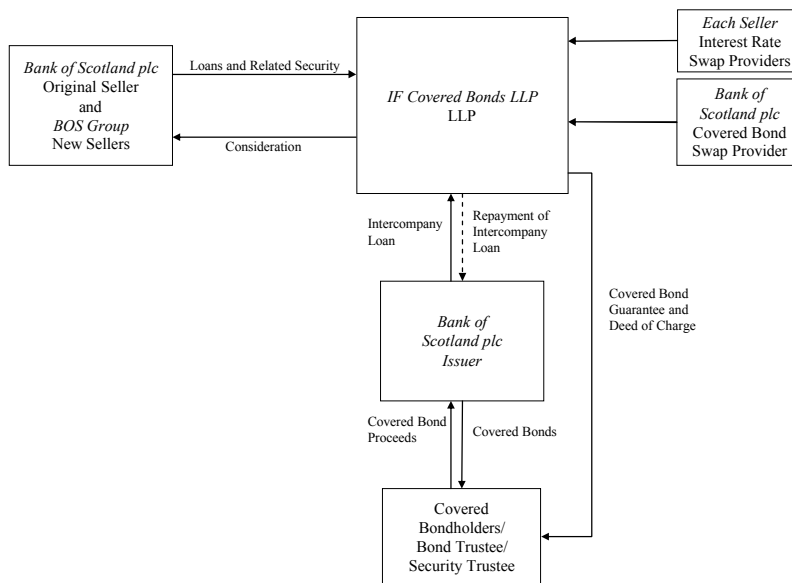 Bank of Scotland plc
Original Seller
and
BOS Group
New Sellers
Loans and Related Security
Consideration
IF Covered Bonds LLP
LLP
Each Seller
Interest Rate
Swap Providers
Bank of
Scotland plc
Covered Bond
Swap Provider
Intercompany
Loan
Repayment of
Intercompany
Loan
Covered Bond
Guarantee and
Deed of Charge
Bank of
Scotland plc
Issuer
Covered Bond
Proceeds
Covered Bonds
Covered
Bondholders/
Bond Trustee/
Security Trustee